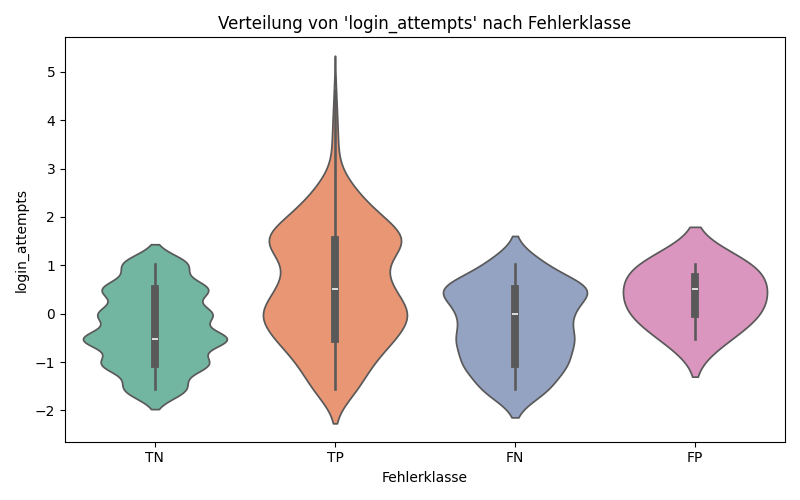 Verteilung von 'login_attempts' nach Fehlerklasse
login_attempts
5
4
3
2
1
0
−1
−2
TN TP FN FP
Fehlerklasse